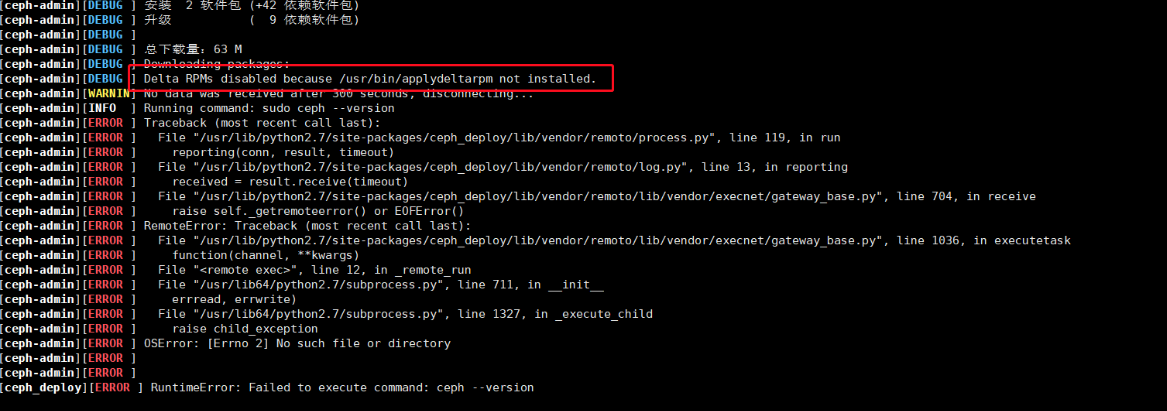 [ceph-admin][DEBUG ] 安装  2 软件包 (+42 依赖软件包)
[ceph-admin][DEBUG ] 升级           (  9 依赖软件包)
[ceph-admin][DEBUG ]
[ceph-admin][DEBUG ] 总下载量：63 M
[ceph-admin][DEBUG ] Downloading packages:
[ceph-admin][DEBUG ] Delta RPMs disabled because /usr/bin/applydeltarpm not installed.
[ceph-admin][WARNIN] No data was received after 300 seconds, disconnecting...
[ceph-admin][INFO  ] Running command: sudo ceph --version
[ceph-admin][ERROR ] Traceback (most recent call last):
[ceph-admin][ERROR ]   File "/usr/lib/python2.7/site-packages/ceph_deploy/lib/vendor/remoto/process.py", line 119, in run
[ceph-admin][ERROR ]     reporting(conn, result, timeout)
[ceph-admin][ERROR ]   File "/usr/lib/python2.7/site-packages/ceph_deploy/lib/vendor/remoto/log.py", line 13, in reporting
[ceph-admin][ERROR ]     received = result.receive(timeout)
[ceph-admin][ERROR ]   File "/usr/lib/python2.7/site-packages/ceph_deploy/lib/vendor/remoto/lib/vendor/execnet/gateway_base.py", line 704, in receive
[ceph-admin][ERROR ]     raise self._getremoteerror() or EOFError()
[ceph-admin][ERROR ] RemoteError: Traceback (most recent call last):
[ceph-admin][ERROR ]   File "/usr/lib/python2.7/site-packages/ceph_deploy/lib/vendor/remoto/lib/vendor/execnet/gateway_base.py", line 1036, in executetask
[ceph-admin][ERROR ]     function(channel, **kwargs)
[ceph-admin][ERROR ]   File "<remote exec>", line 12, in _remote_run
[ceph-admin][ERROR ]   File "/usr/lib64/python2.7/subprocess.py", line 711, in __init__
[ceph-admin][ERROR ]     errread, errwrite)
[ceph-admin][ERROR ]   File "/usr/lib64/python2.7/subprocess.py", line 1327, in _execute_child
[ceph-admin][ERROR ]     raise child_exception
[ceph-admin][ERROR ] OSError: [Errno 2] No such file or directory
[ceph-admin][ERROR ]
[ceph-admin][ERROR ]
[ceph_deploy][ERROR ] RuntimeError: Failed to execute command: ceph --version